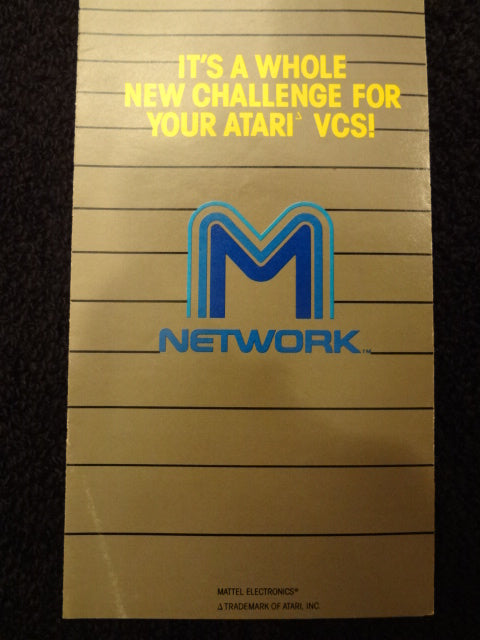 IT'S A WHOLE
NEW CHALLENGE FOR
YOUR ATARI△ VCS!
M
NETWORK™
MATTEL ELECTRONICS®
△ TRADEMARK OF ATARI, INC.